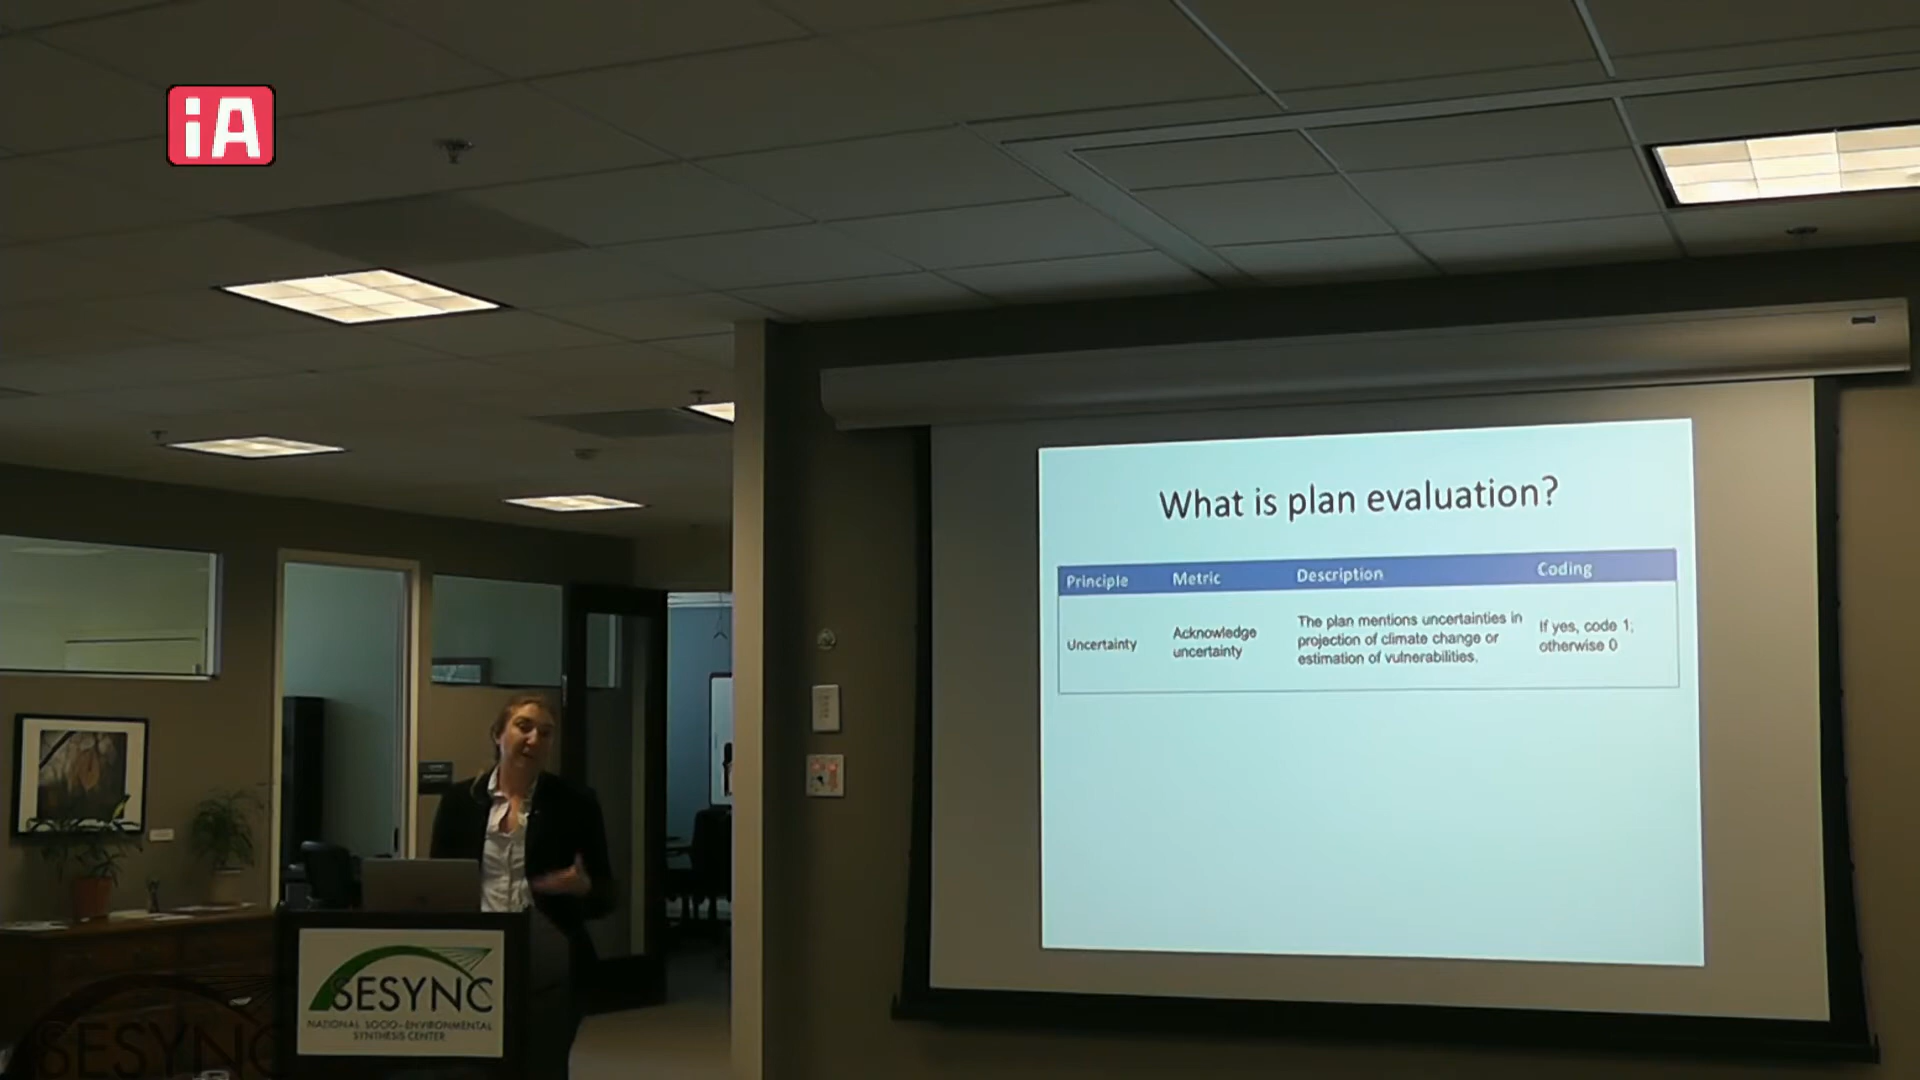 iA
What is plan evaluation?
Principle Metric Description Coding
Uncertainty
Acknowledge
uncertainty
The plan mentions uncertainties in
projection of climate change or
estimation of vulnerabilities.
If yes, code 1;
otherwise 0
SESYNC
NATIONAL SOCIO-ENVIRONMENTAL
SYNTHESIS CENTER
SESYNC